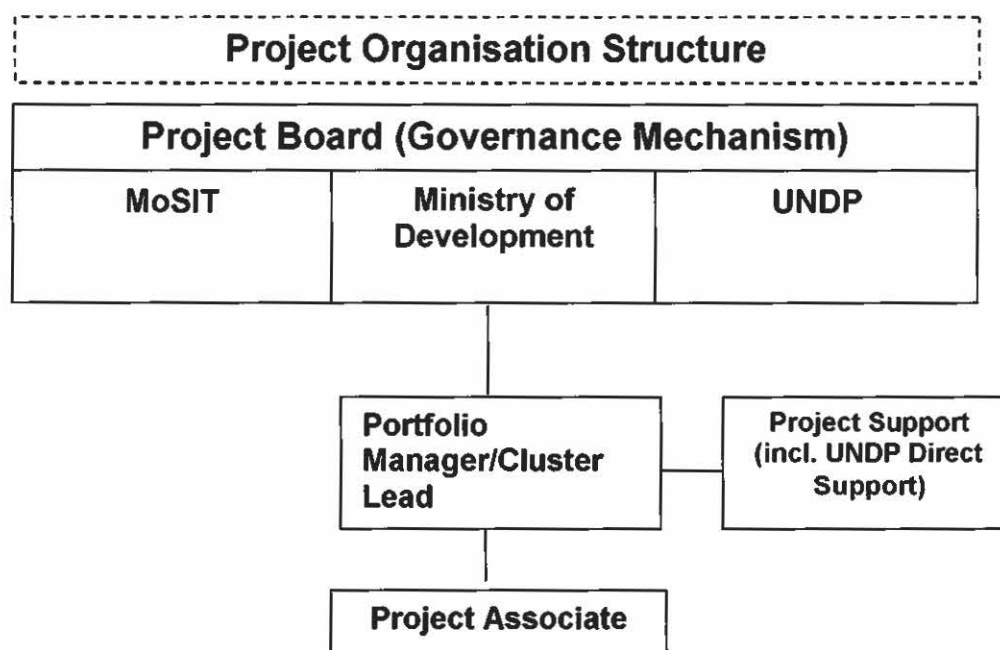 Project Organisation Structure
Project Board (Governance Mechanism)
MoSIT
Ministry of
Development
UNDP
Portfolio
Manager/Cluster
Lead
Project Support
(incl. UNDP Direct
Support)
Project Associate